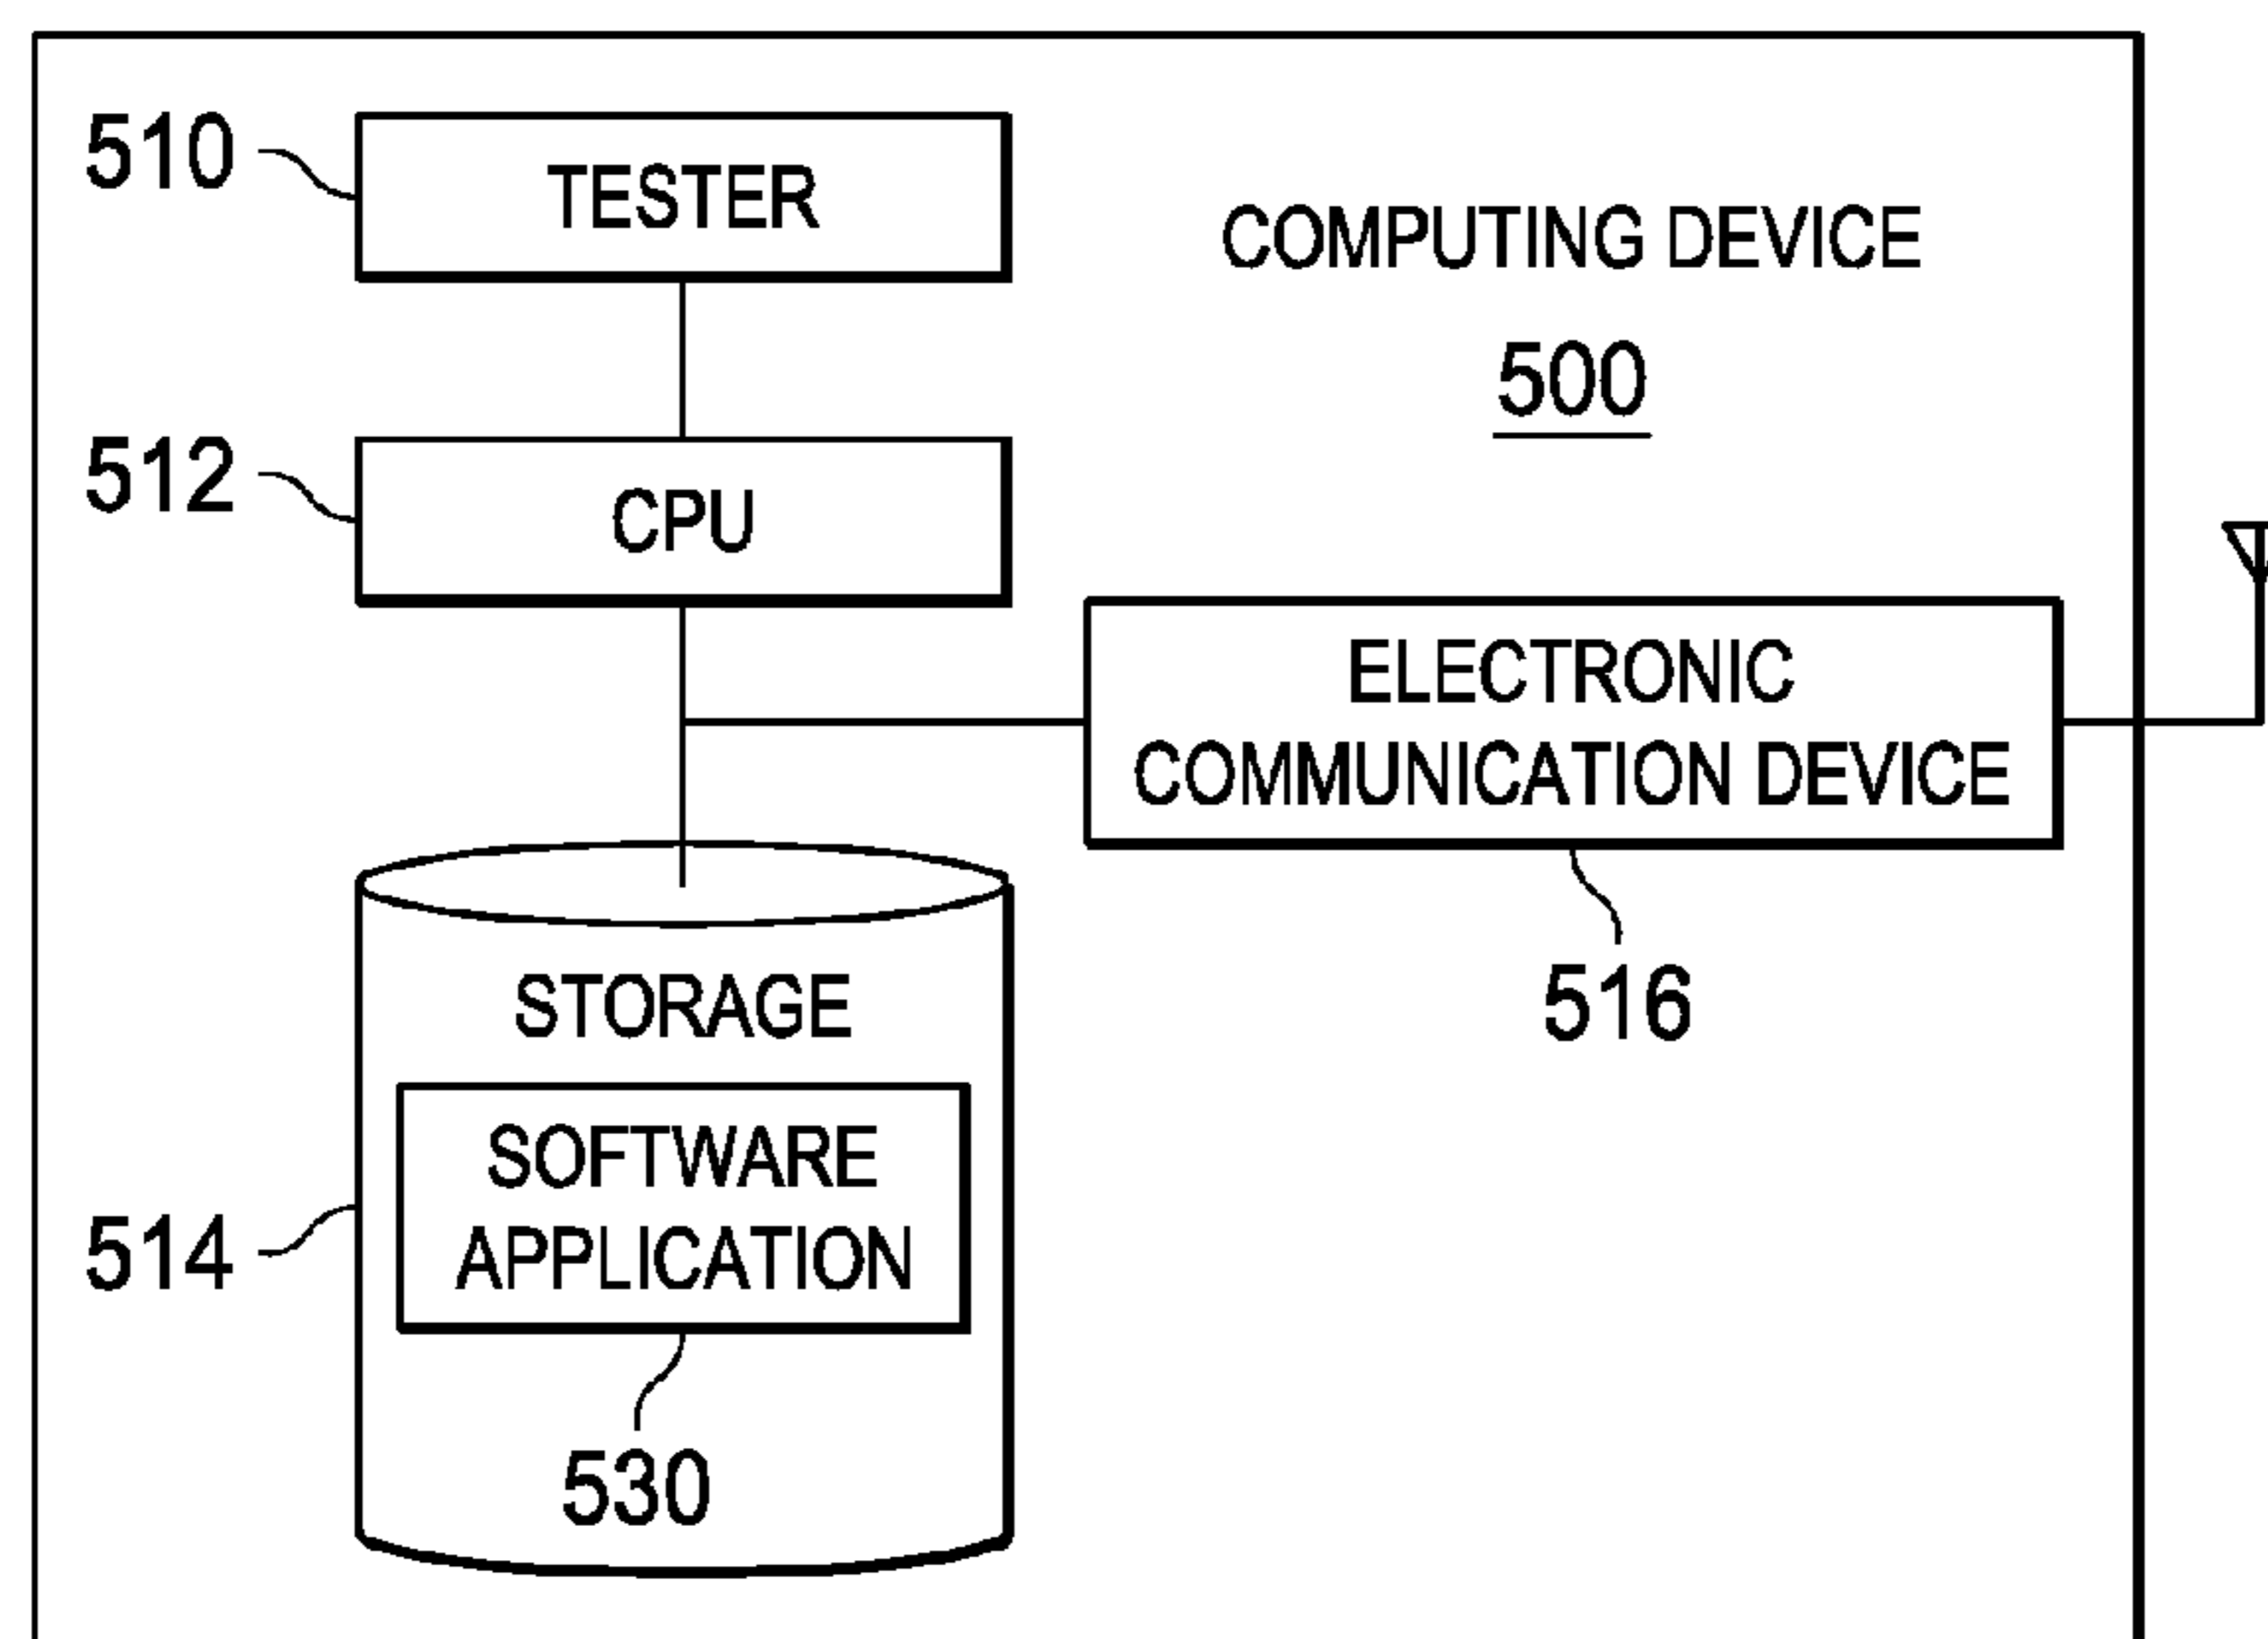 510
TESTER
COMPUTING DEVICE
500
512
CPU
ELECTRONIC
COMMUNICATION DEVICE
516
STORAGE
SOFTWARE
APPLICATION
514
530